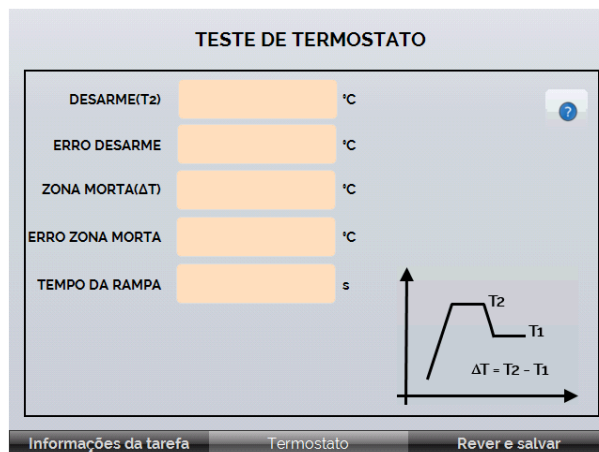 TESTE DE TERMOSTATO
DESARME(T2) °C
?
ERRO DESARME °C
ZONA MORTA(ΔT) °C
ERRO ZONA MORTA °C
TEMPO DA RAMPA s
T2
T1
ΔT = T2 - T1
Informações da tarefa Termostato Rever e salvar